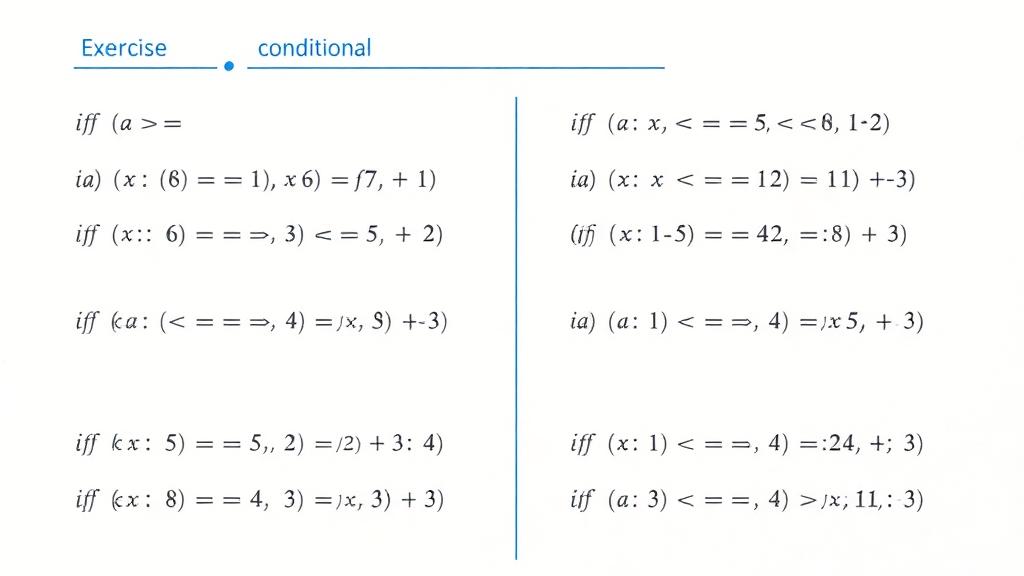 Exercise conditional
iff (a > =
ia) (x : (6) = = 1), x 6) = f7, + 1)
iff (x:: 6) = = ⇒, 3) < = 5, + 2)
iff a: (< = = ⇒, 4) = x, 8) +-3)
iff x: 5) = = 5,, 2) = /2) + 3: 4)
iff x: 8) = = 4, 3) = x, 3) + 3)
iff (a: x, < = = 5, < < 8, 1-2)
ia) (x: x < = = 12) = 11) +-3)
(x: 1-5) = = 42, =:8) + 3)
ia) (a: 1) < = ⇒, 4) = x 5, + 3)
iff (x: 1) < = ⇒, 4) =:24, +; 3)
iff (a: 3) < = =, 4) > x, 11,: 3)